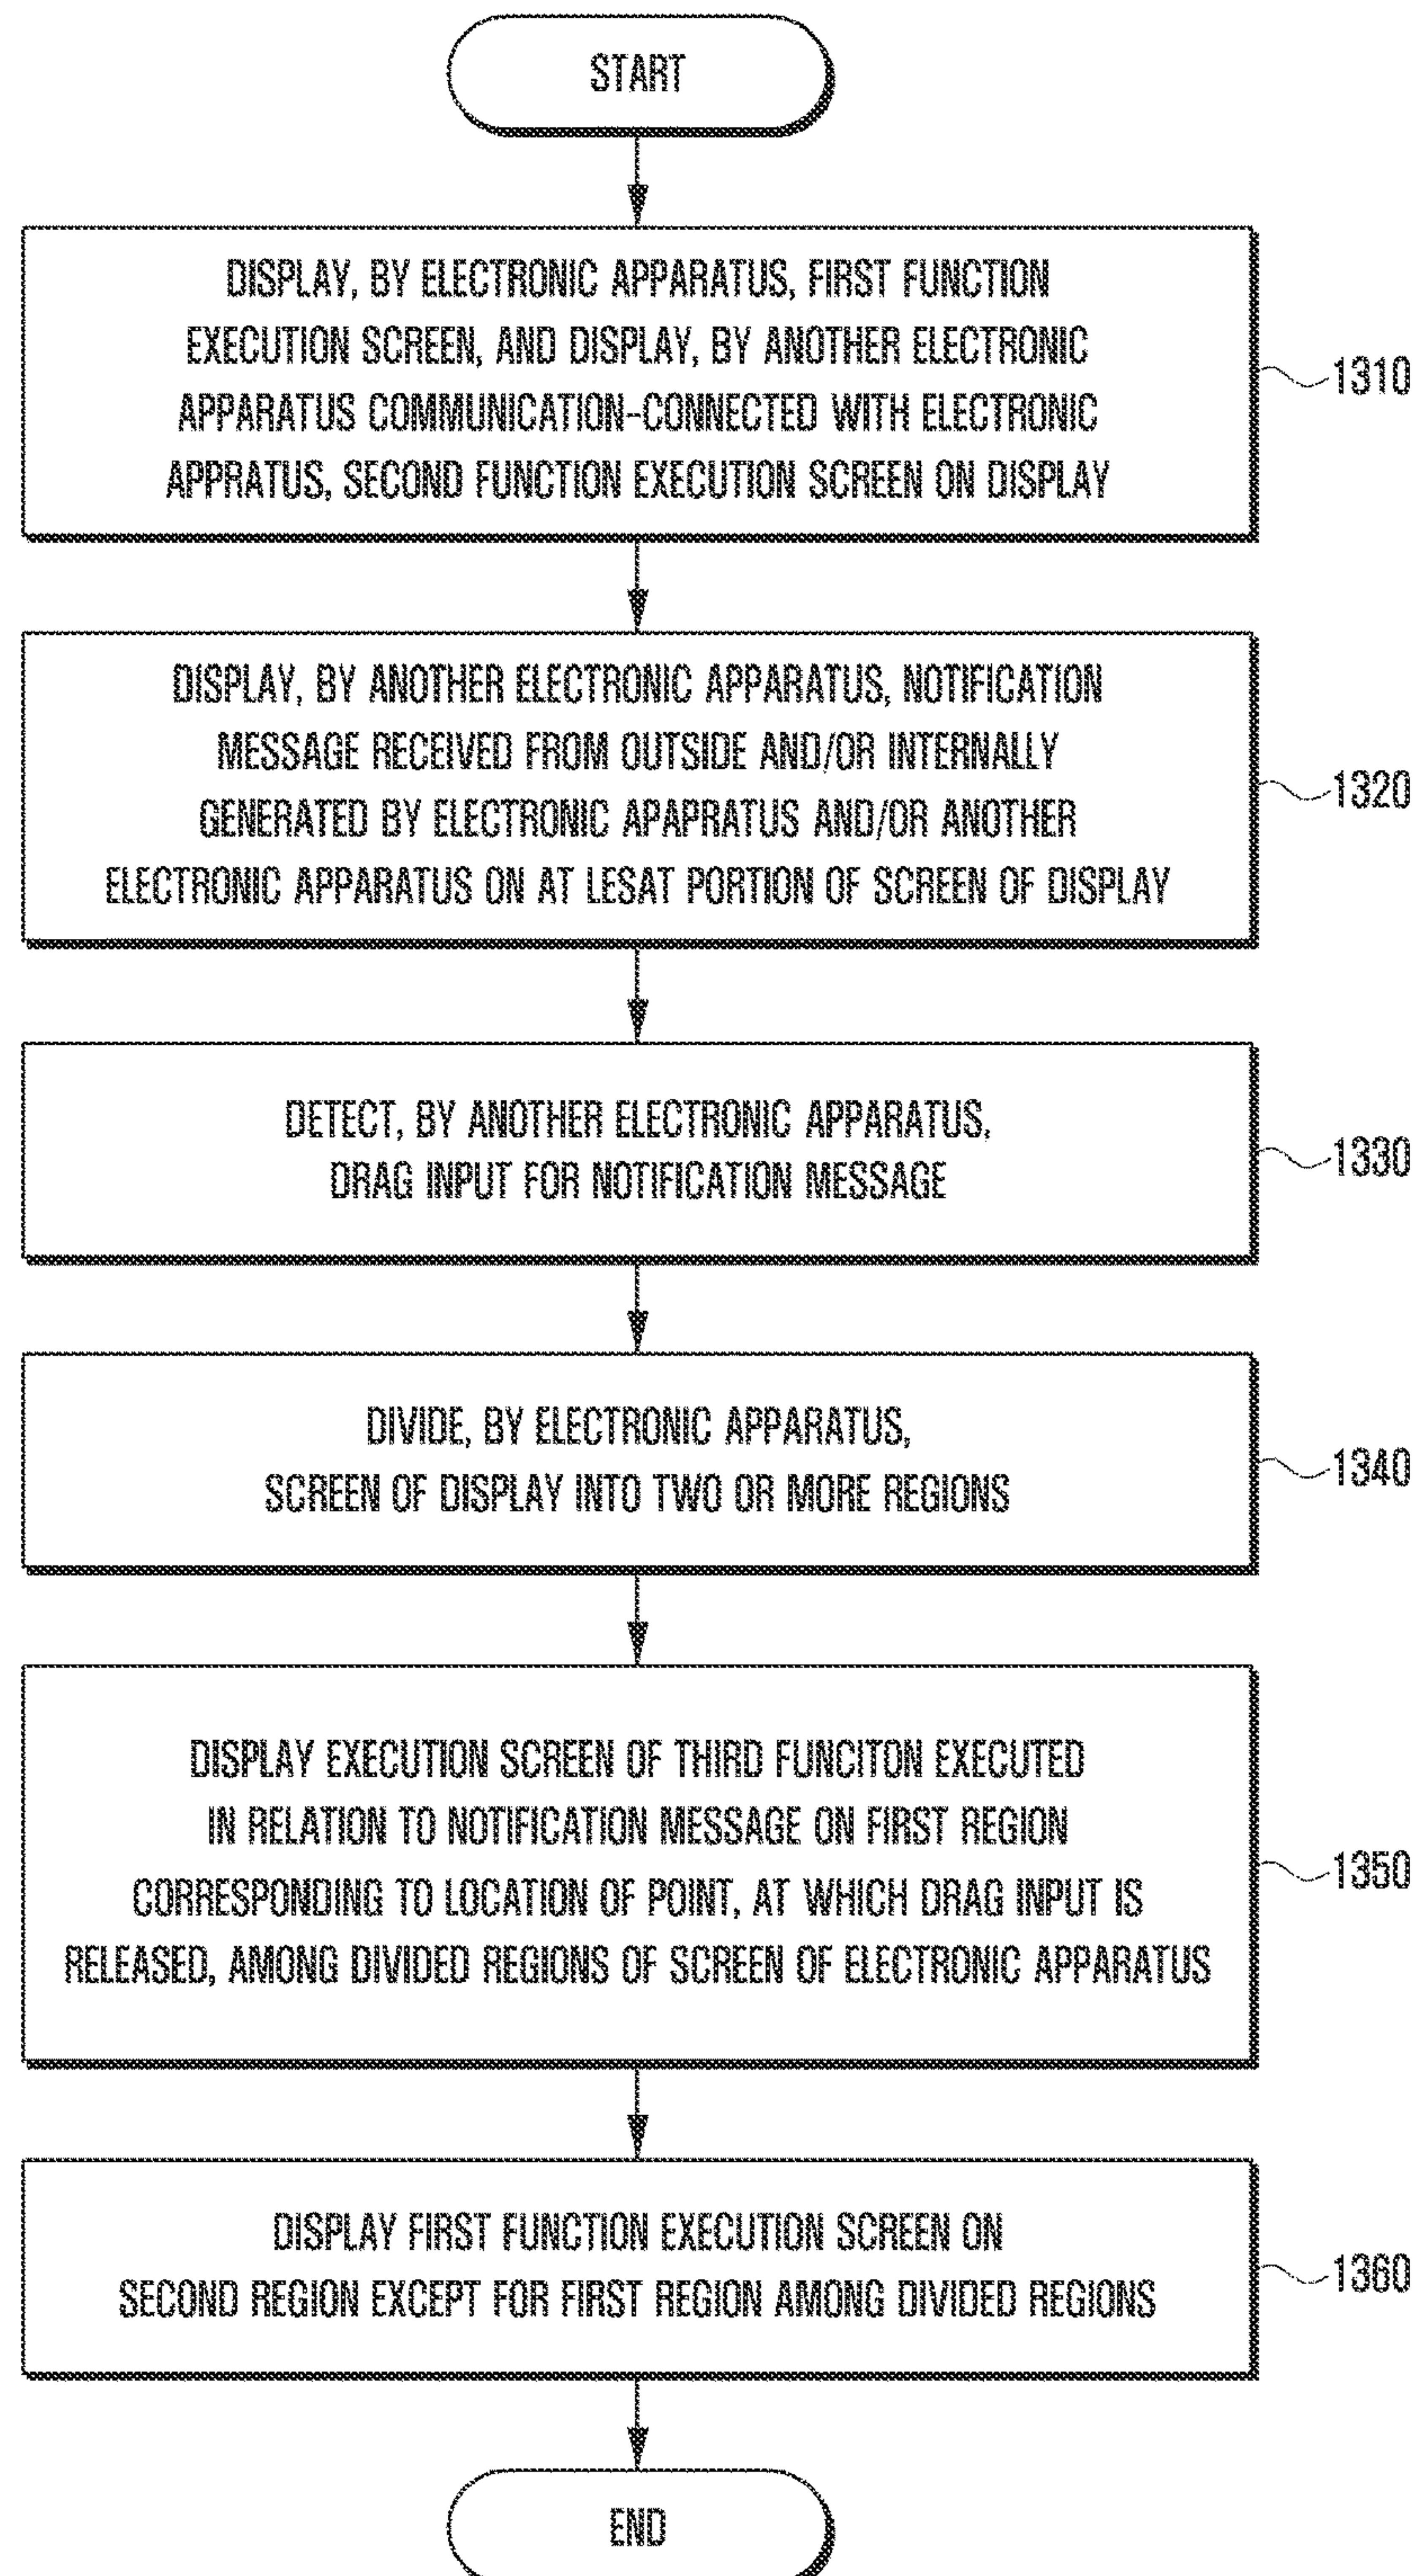 START
DISPLAY, BY ELECTRONIC APPARATUS, FIRST FUNCTION
EXECUTION SCREEN, AND DISPLAY, BY ANOTHER ELECTRONIC
APPARATUS COMMUNICATION-CONNECTED WITH ELECTRONIC
APPRATUS, SECOND FUNCTION EXECUTION SCREEN ON DISPLAY
1310
DISPLAY, BY ANOTHER ELECTRONIC APPARATUS, NOTIFICATION
MESSAGE RECEIVED FROM OUTSIDE AND/OR INTERNALLY
GENERATED BY ELECTRONIC APAPRATUS AND/OR ANOTHER
ELECTRONIC APPARATUS ON AT LESAT PORTION OF SCREEN OF DISPLAY
1320
DETECT, BY ANOTHER ELECTRONIC APPARATUS,
DRAG INPUT FOR NOTIFICATION MESSAGE
1330
DIVIDE, BY ELECTRONIC APPARATUS,
SCREEN OF DISPLAY INTO TWO OR MORE REGIONS
1340
DISPLAY EXECUTION SCREEN OF THIRD FUNCITON EXECUTED
IN RELATION TO NOTIFICATION MESSAGE ON FIRST REGION
CORRESPONDING TO LOCATION OF POINT, AT WHICH DRAG INPUT IS
RELEASED, AMONG DIVIDED REGIONS OF SCREEN OF ELECTRONIC APPARATUS
1350
DISPLAY FIRST FUNCTION EXECUTION SCREEN ON
SECOND REGION EXCEPT FOR FIRST REGION AMONG DIVIDED REGIONS
1360
END